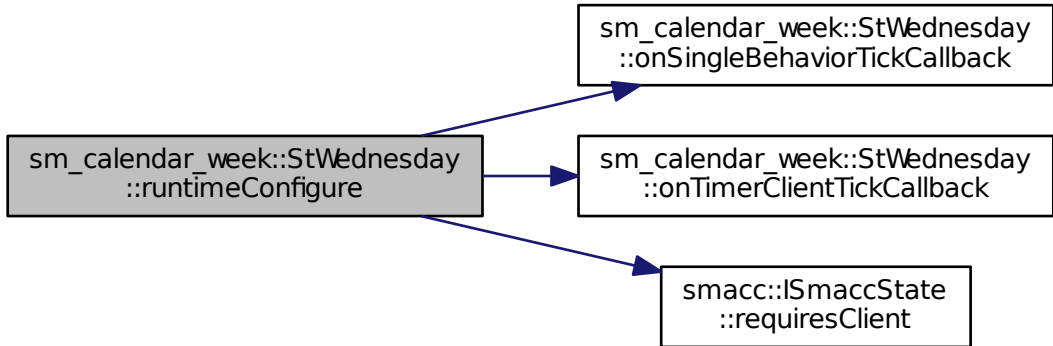 sm_calendar_week::StWednesday
::onSingleBehaviorTickCallback
sm_calendar_week::StWednesday
::runtimeConfigure
sm_calendar_week::StWednesday
::onTimerClientTickCallback
smacc::ISmaccState
::requiresClient